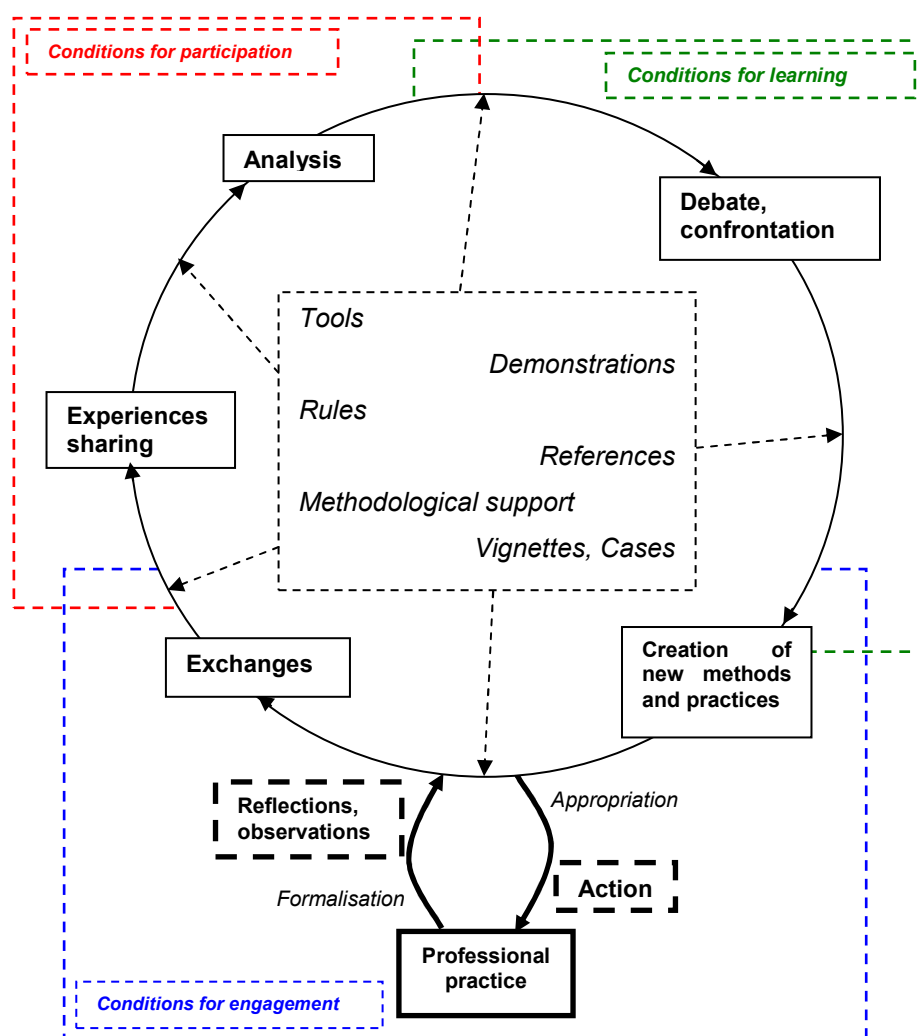 Conditions for participation
Conditions for learning
Analysis
Debate,
confrontation
Tools
Demonstrations
Rules
Experiences
sharing
References
Methodological support
Vignettes, Cases
Exchanges
Creation of
new methods
and practices
Reflections,
observations
Appropriation
Formalisation
Action
Professional
practice
Conditions for engagement